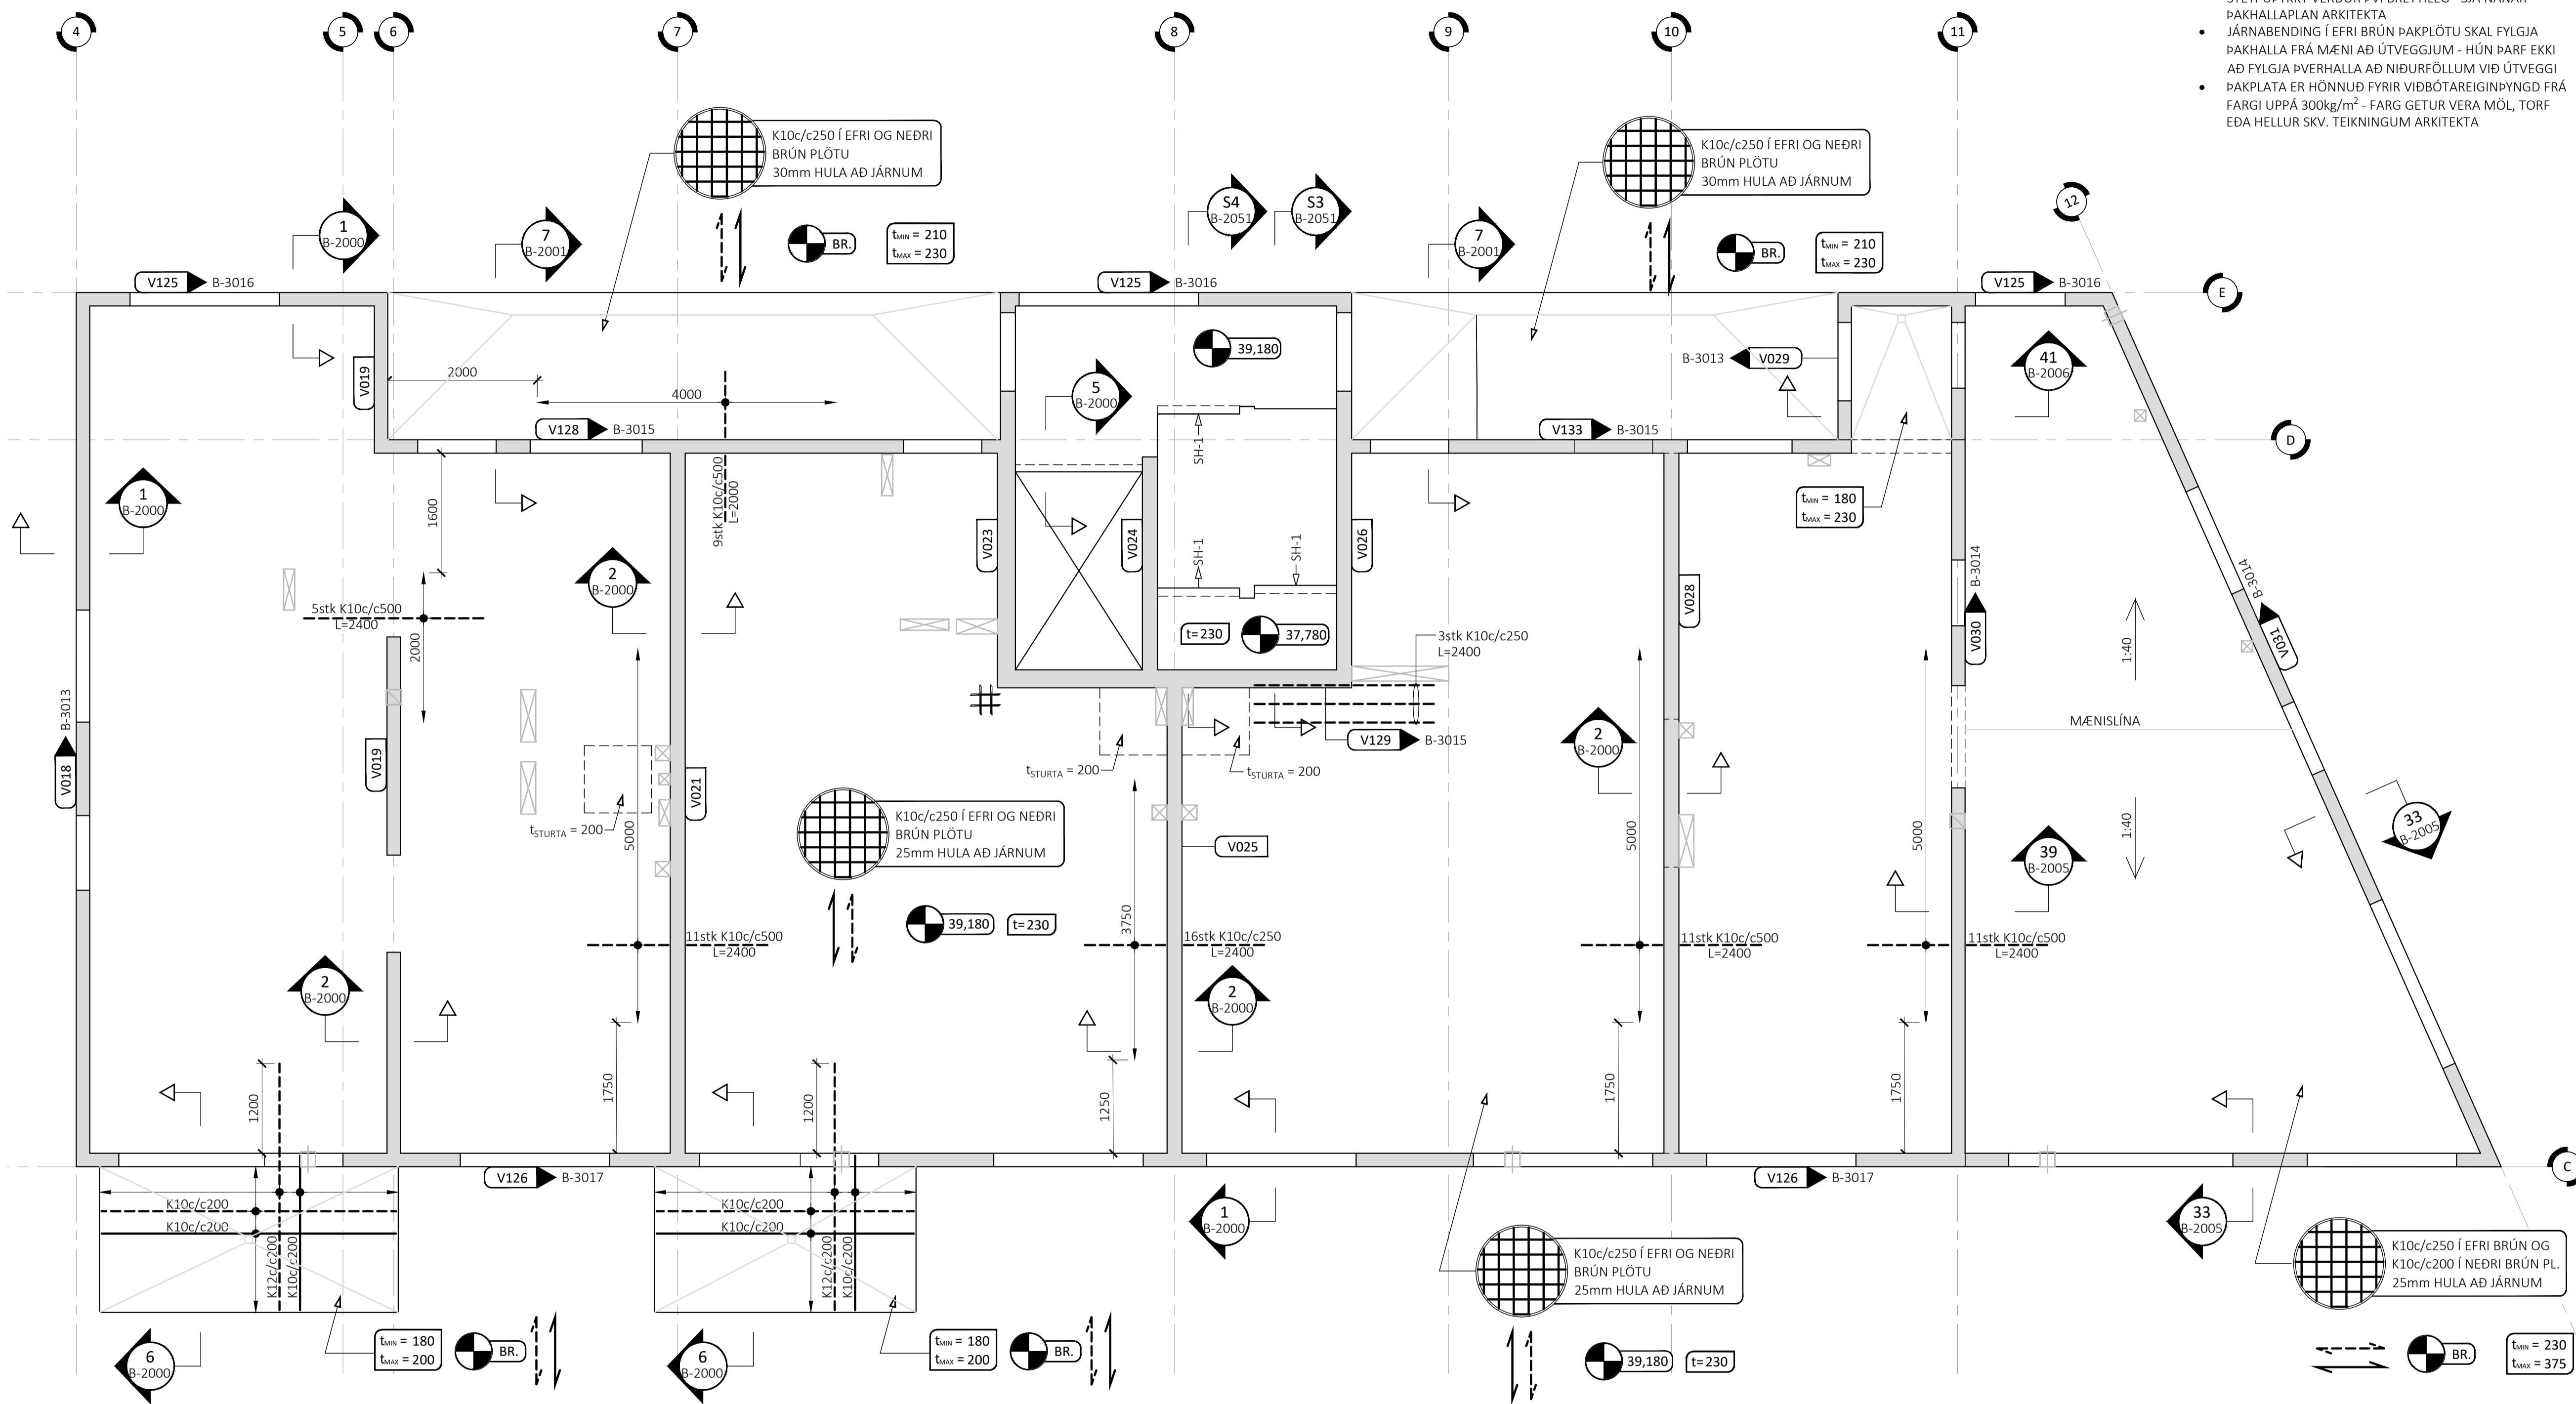 4
5
6
7
8
9
10
11
ÞAKHALLAPLAN ARKITEKTA
• JÁRNABENDING Í EFRI BRÚN ÞAKPLÖTU SKAL FYLGJA
ÞAKHALLA FRÁ MÆNI AÐ ÚTVEGGJUM - HÚN ÞARF EKKI
AÐ FYLGJA ÞVERHALLA AÐ NIÐURFÖLLUM VIÐ ÚTVEGGI
• ÞAKPLATA ER HÖNNUÐ FYRIR VIÐBÓTAREIGINÞYNGD FRÁ
FARGI UPPÁ 300kg/m² - FARG GETUR VERA MÖL, TORF
EÐA HELLUR SKV. TEIKNINGUM ARKITEKTA
K10c/c250 Í EFRI OG NEÐRI
BRÚN PLÖTU
30mm HULA AÐ JÁRNUM
K10c/c250 Í EFRI OG NEÐRI
BRÚN PLÖTU
30mm HULA AÐ JÁRNUM
12
1
B-2000
7
B-2001
BR.
tMIN = 210
tMAX = 230
S4
B-2051
S3
B-2051
7
B-2001
BR.
tMIN = 210
tMAX = 230
V125
B-3016
V125
B-3016
V125
B-3016
E
39,180
B-3013
V029
41
B-2006
V019
2000
4000
5
B-2000
V128
B-3015
V133
B-3015
D
SH-1
1
B-2000
1600
9stk K10c/c500
L=2000
V023
V024
SH-1
SH-1
V026
tMIN = 180
tMAX = 230
2
B-2000
V028
B-3014
V030
B-3014
V031
5stk K10c/c500
L=2400
2000
t=230
37,780
3stk K10c/c250
L=2400
1:40
B-3013
V018
V019
MÆNISLÍNA
2
B-2000
V129
B-3015
tSTURTA = 200
tSTURTA = 200
V021
tSTURTA = 200
5000
K10c/c250 Í EFRI OG NEÐRI
BRÚN PLÖTU
25mm HULA AÐ JÁRNUM
V025
5000
5000
1:40
33
B-2005
39
B-2005
3750
39,180
t=230
11stk K10c/c500
L=2400
16stk K10c/c250
L=2400
11stk K10c/c500
L=2400
11stk K10c/c500
L=2400
2
B-2000
2
B-2000
1200
1750
1200
1250
1750
1750
V126
B-3017
V126
B-3017
C
K10c/c200
K10c/c200
K12c/c200
K10c/c200
K10c/c200
K10c/c200
K12c/c200
K10c/c200
1
B-2000
33
B-2005
K10c/c250 Í EFRI OG NEÐRI
BRÚN PLÖTU
25mm HULA AÐ JÁRNUM
K10c/c250 Í EFRI BRÚN OG
K10c/c200 Í NEÐRI BRÚN PL.
25mm HULA AÐ JÁRNUM
6
B-2000
tMIN = 180
tMAX = 200
BR.
6
B-2000
tMIN = 180
tMAX = 200
BR.
39,180
t=230
BR.
tMIN = 230
tMAX = 375